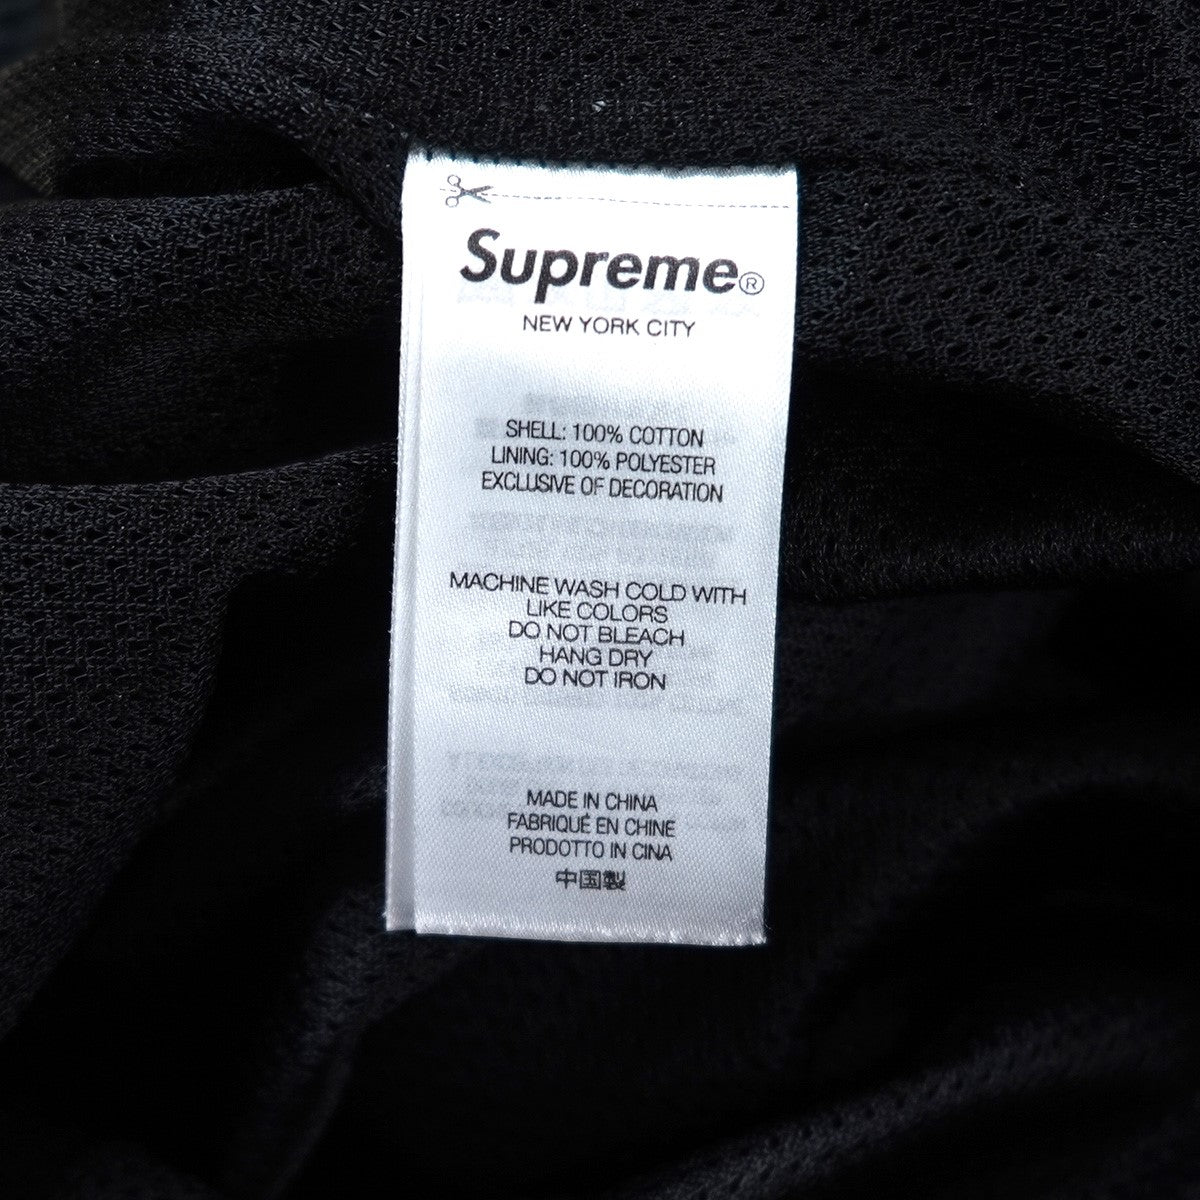 Supreme®
NEW YORK CITY
SHELL: 100% COTTON
LINING: 100% POLYESTER
EXCLUSIVE OF DECORATION
MACHINE WASH COLD WITH
LIKE COLORS
DO NOT BLEACH
HANG DRY
DO NOT IRON
MADE IN CHINA
FABRIQUÉ EN CHINE
PRODOTTO IN CINA
中国製